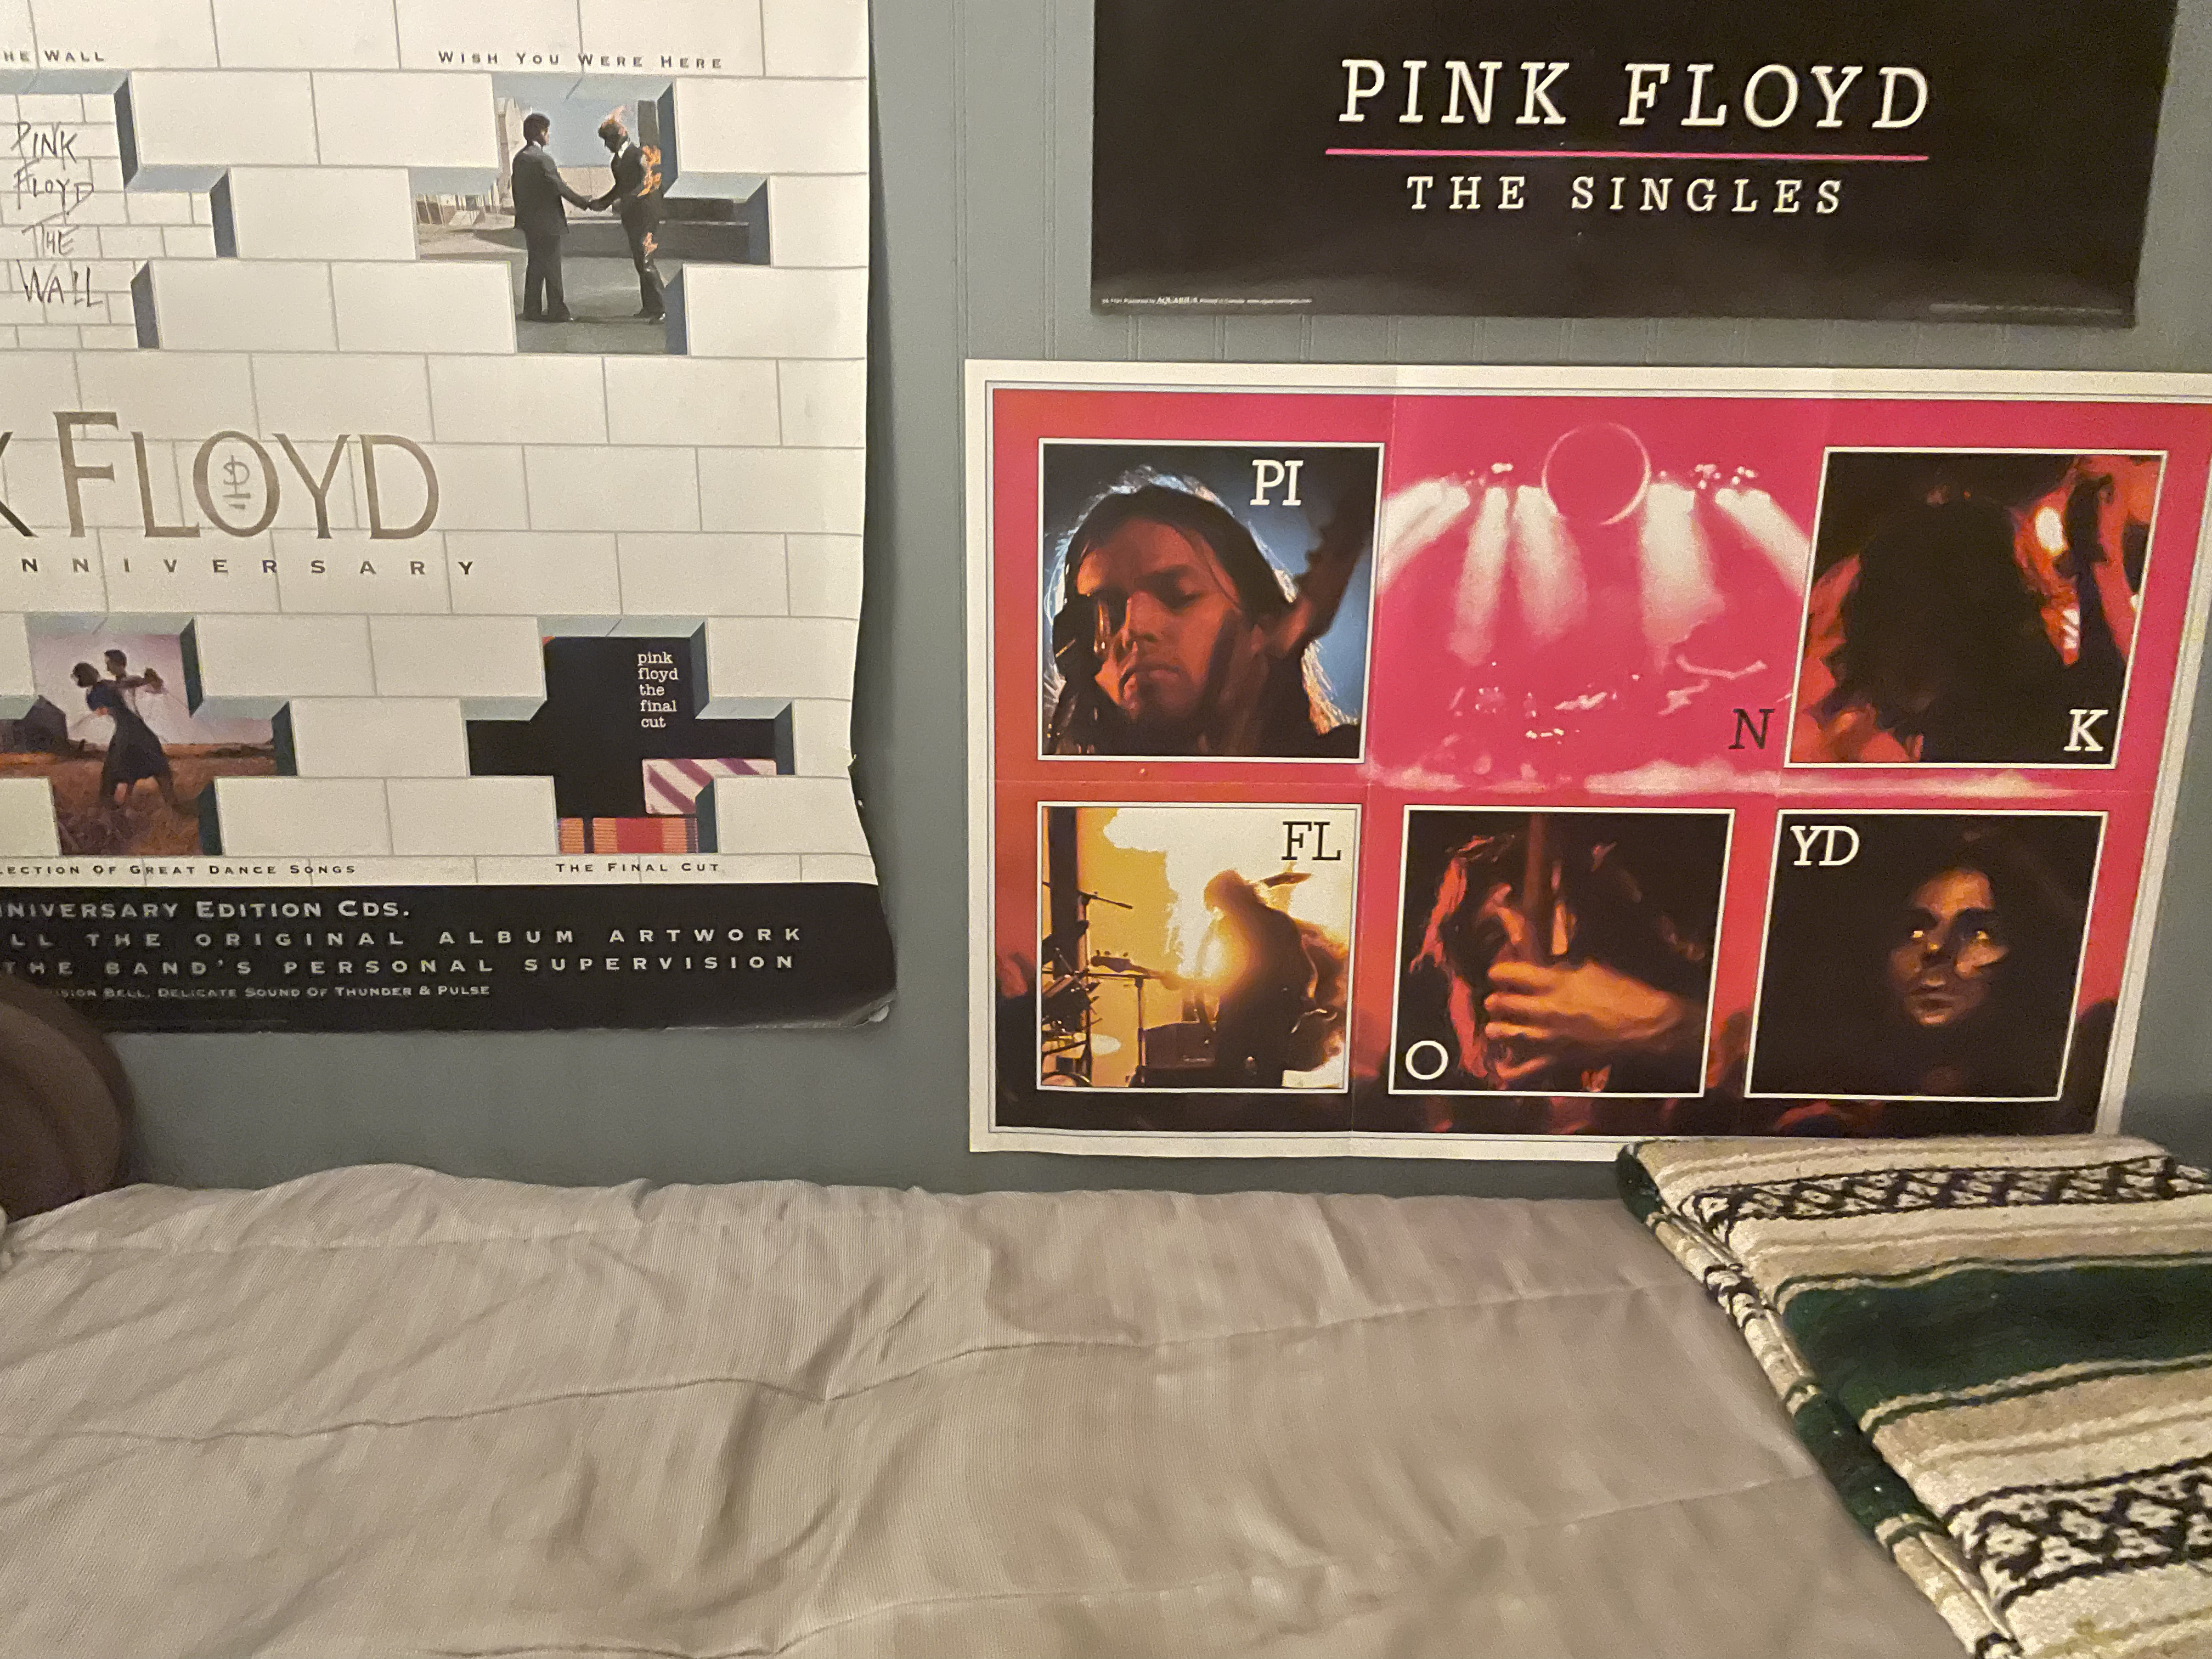 HE WALL
WISH YOU WERE HERE
PINK
FLOYD
THE
WALL
K FLOYD
NNIVERSARY
pink
floyd
the
final
cut
LECTION OF GREAT DANCE SONGS
THE FINAL CUT
NIVERSARY EDITION CDS.
LL THE ORIGINAL ALBUM ARTWORK
THE BAND'S PERSONAL SUPERVISION
SION BELL, DELICATE SOUND OF THUNDER & PULSE
PINK FLOYD
THE SINGLES
AQUARIUS
PI
N
K
FL
O
YD